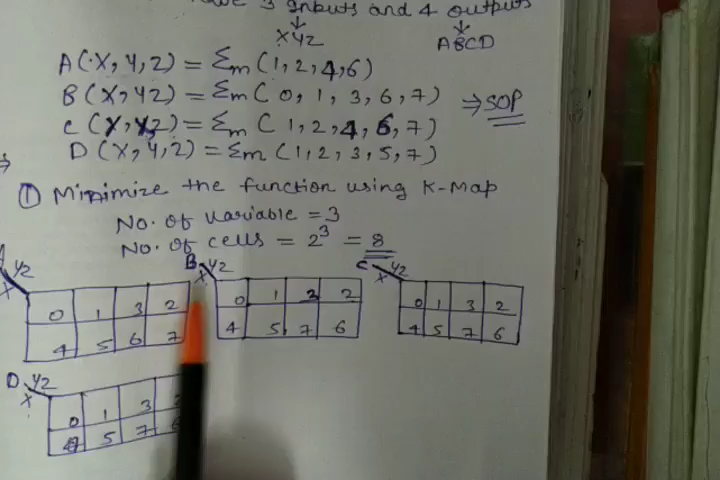 3 Inputs and 4 outputs
XYZ
ABCD
A(X, Y, Z) = Σm (1, 2, 4, 6)
B(X, YZ) = Σm ( 0, 1, 3, 6, 7)
⇒ SOP
C (X, YZ) = Σm ( 1, 2, 4, 6, 7)
D (X, Y, Z) = Σm (1, 2, 3, 5, 7)
① Minimize the function using K-Map
No. of variable = 3
No. of cells = 2³ = 8
YZ
X
0 1 3 2
4 5 6 7
B YZ
X
0 1 3 2
4 5 7 6
C YZ
X
0 1 3 2
4 5 7 6
D YZ
X
0 1 3
5 7 6